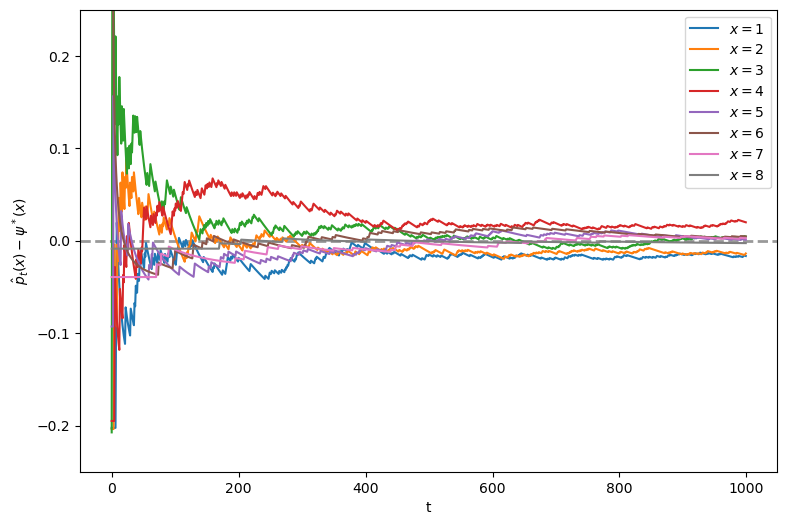 0.2
0.1
0.0
−0.1
−0.2
p̂ₜ(x) − ψ*(x)
0
200
400
600
800
1000
t
x = 1
x = 2
x = 3
x = 4
x = 5
x = 6
x = 7
x = 8